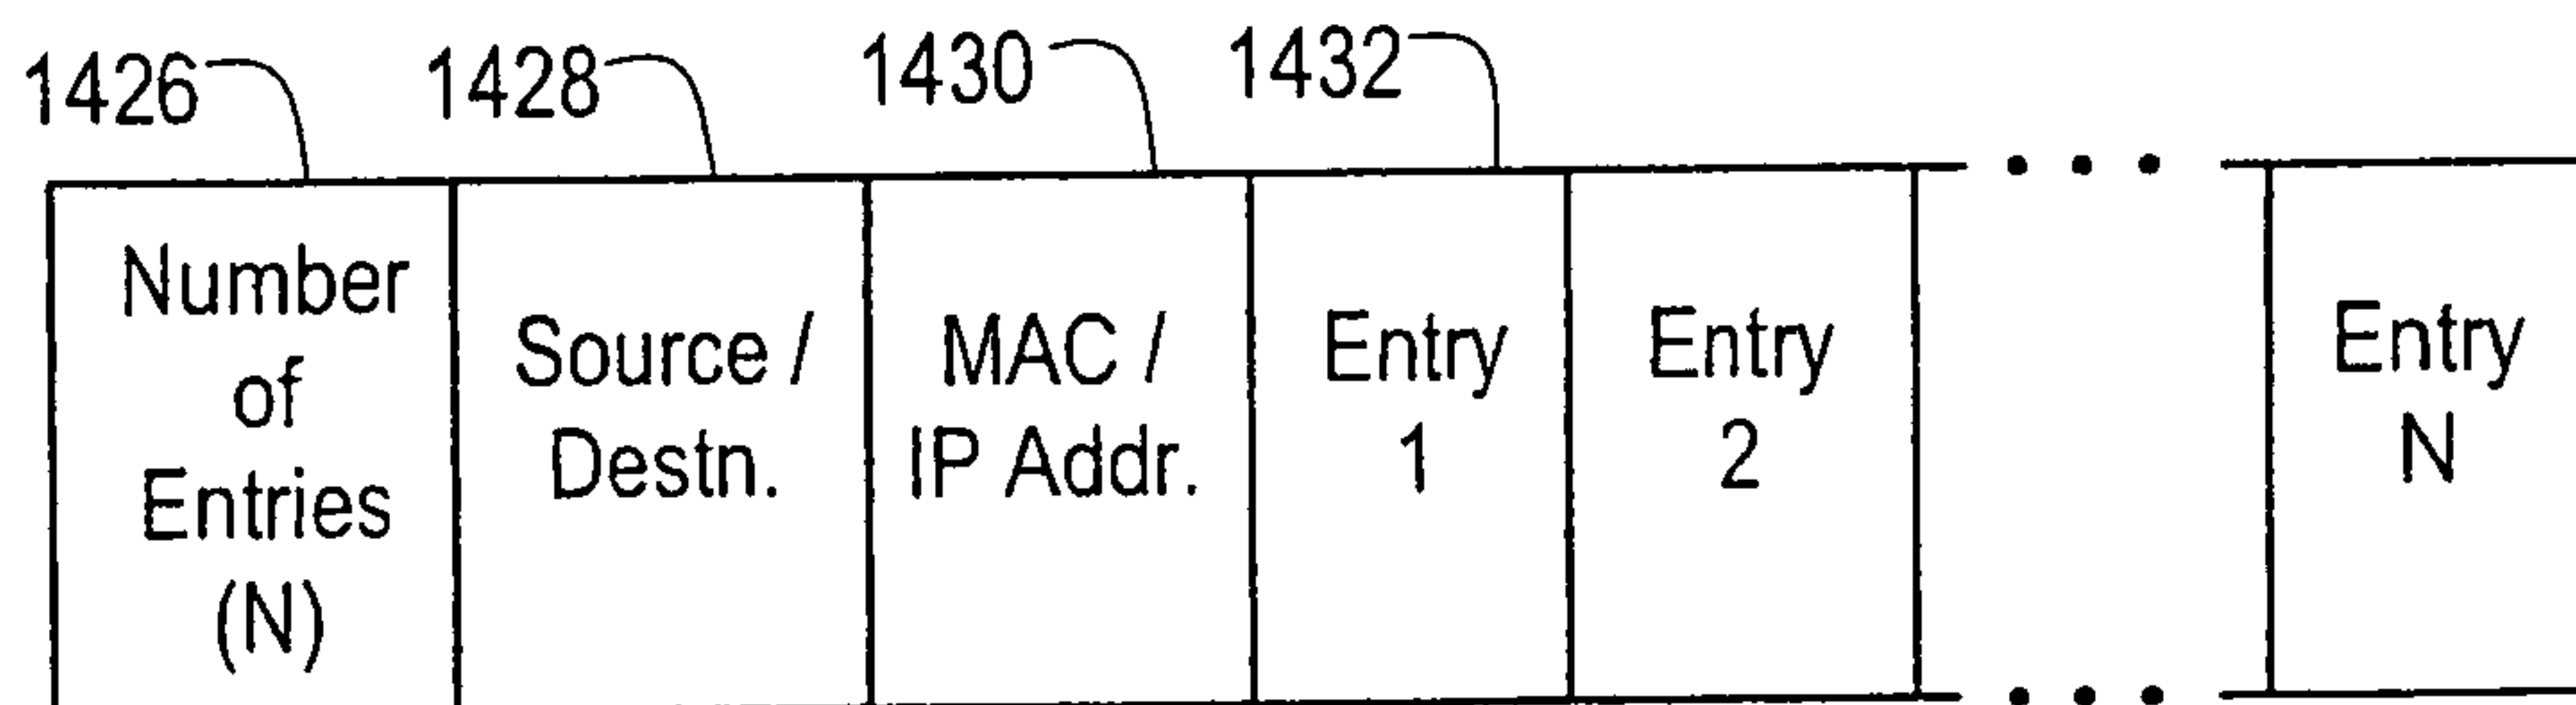 1426 1428 1430 1432
Number
of
Entries
(N)
Source /
Destn.
MAC /
IP Addr.
Entry
1
Entry
2
Entry
N